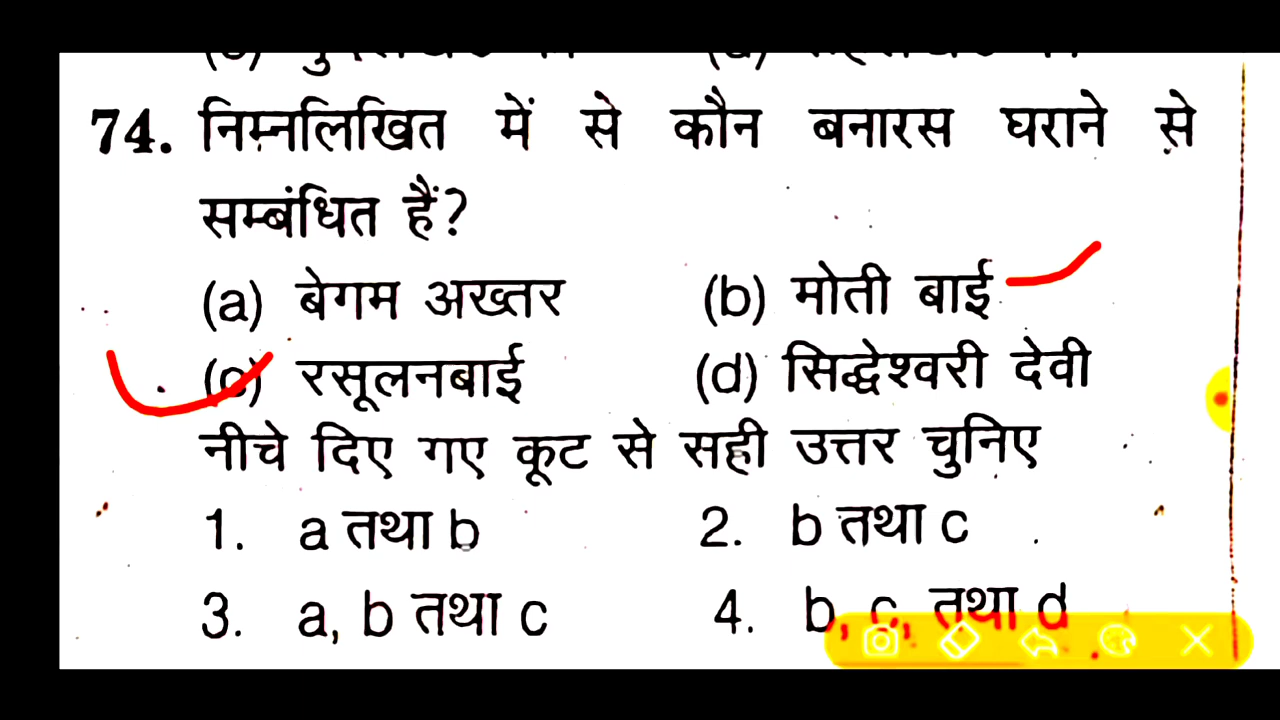 74. निम्नलिखित में से कौन बनारस घराने से
सम्बंधित हैं?
(a) बेगम अख्तर (b) मोती बाई
(c) रसूलनबाई (d) सिद्धेश्वरी देवी
नीचे दिए गए कूट से सही उत्तर चुनिए
1. a तथा b 2. b तथा c
3. a, b तथा c 4. b, c, तथा d